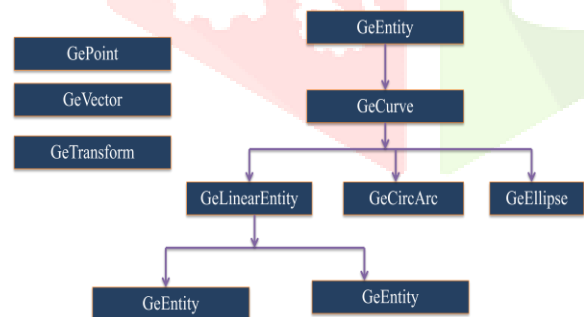 GeEntity
GePoint
GeVector
GeCurve
GeTransform
GeLinearEntity
GeCircArc
GeEllipse
GeEntity
GeEntity